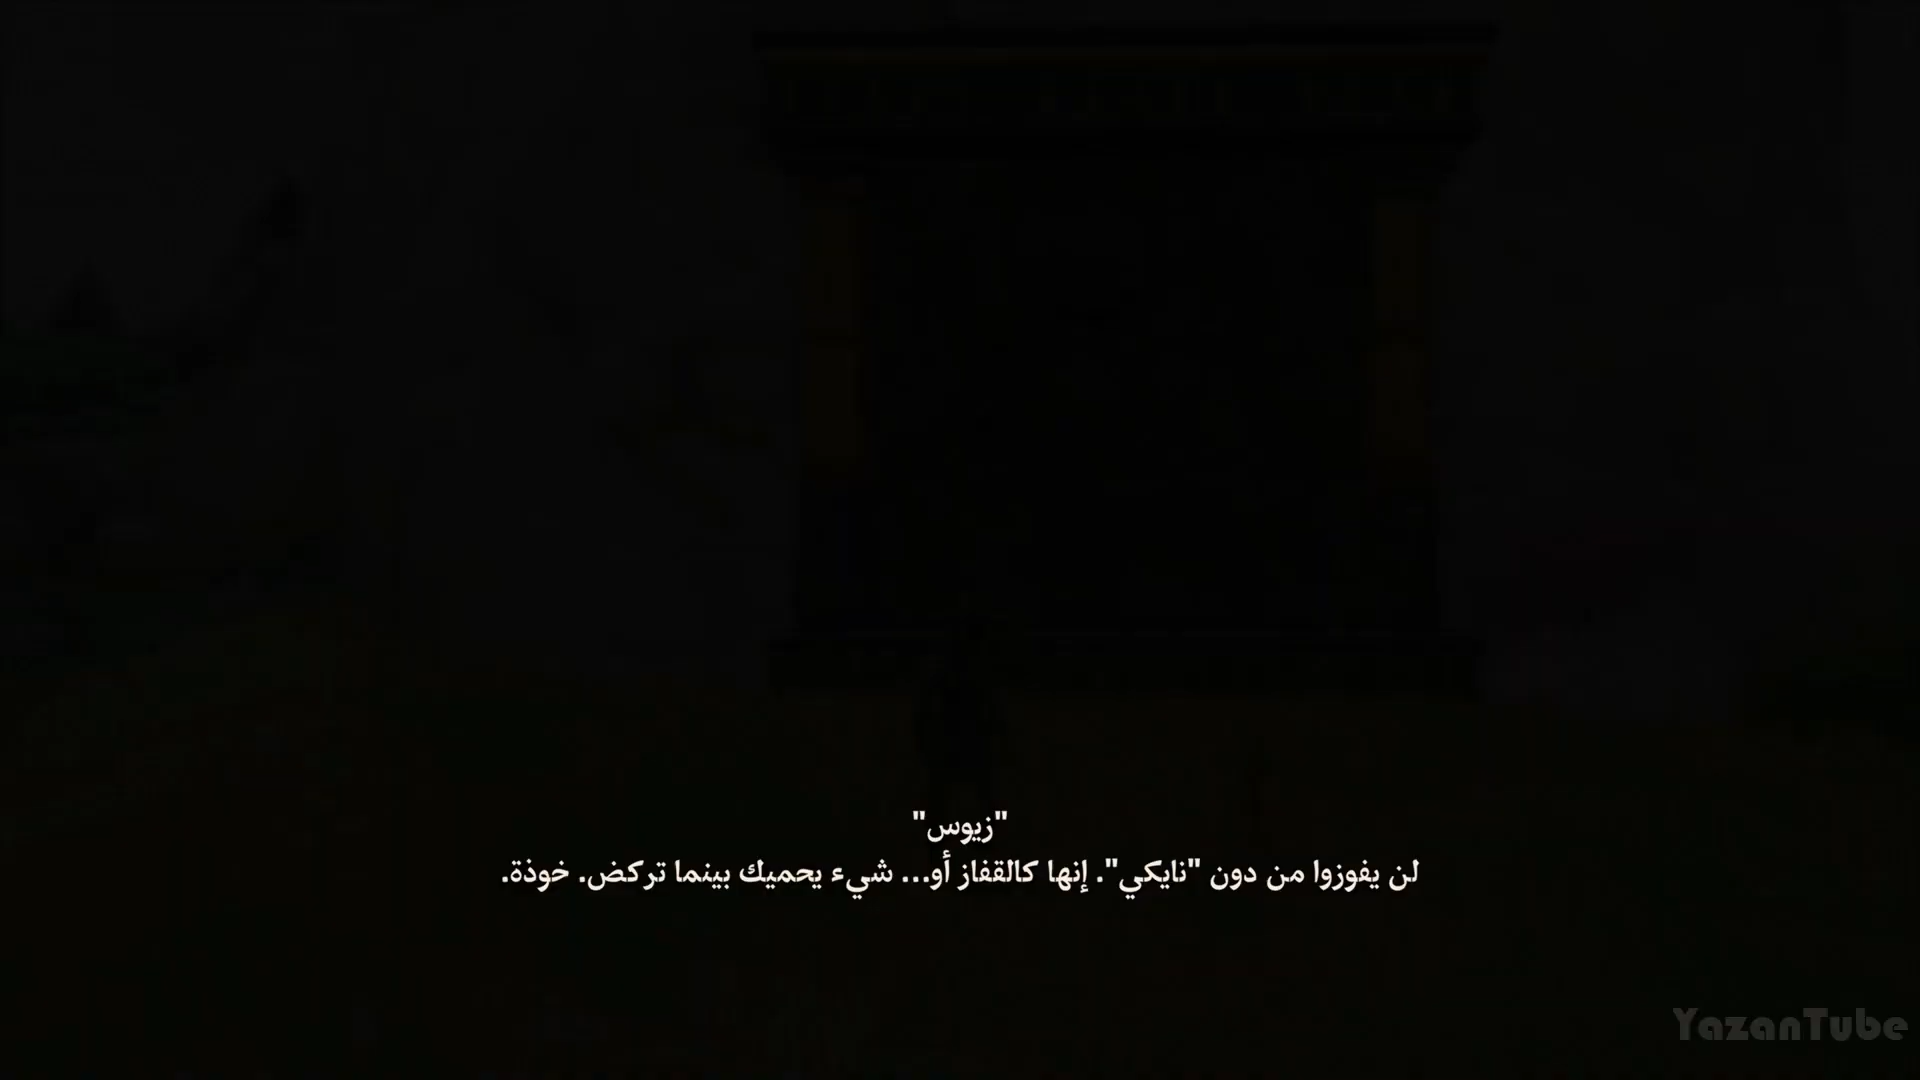 "زيوس"
لن يفوزوا من دون "نايكي". إنها كالقفاز أو... شيء يحميك بينما تركض. خوذة.
YazanTube